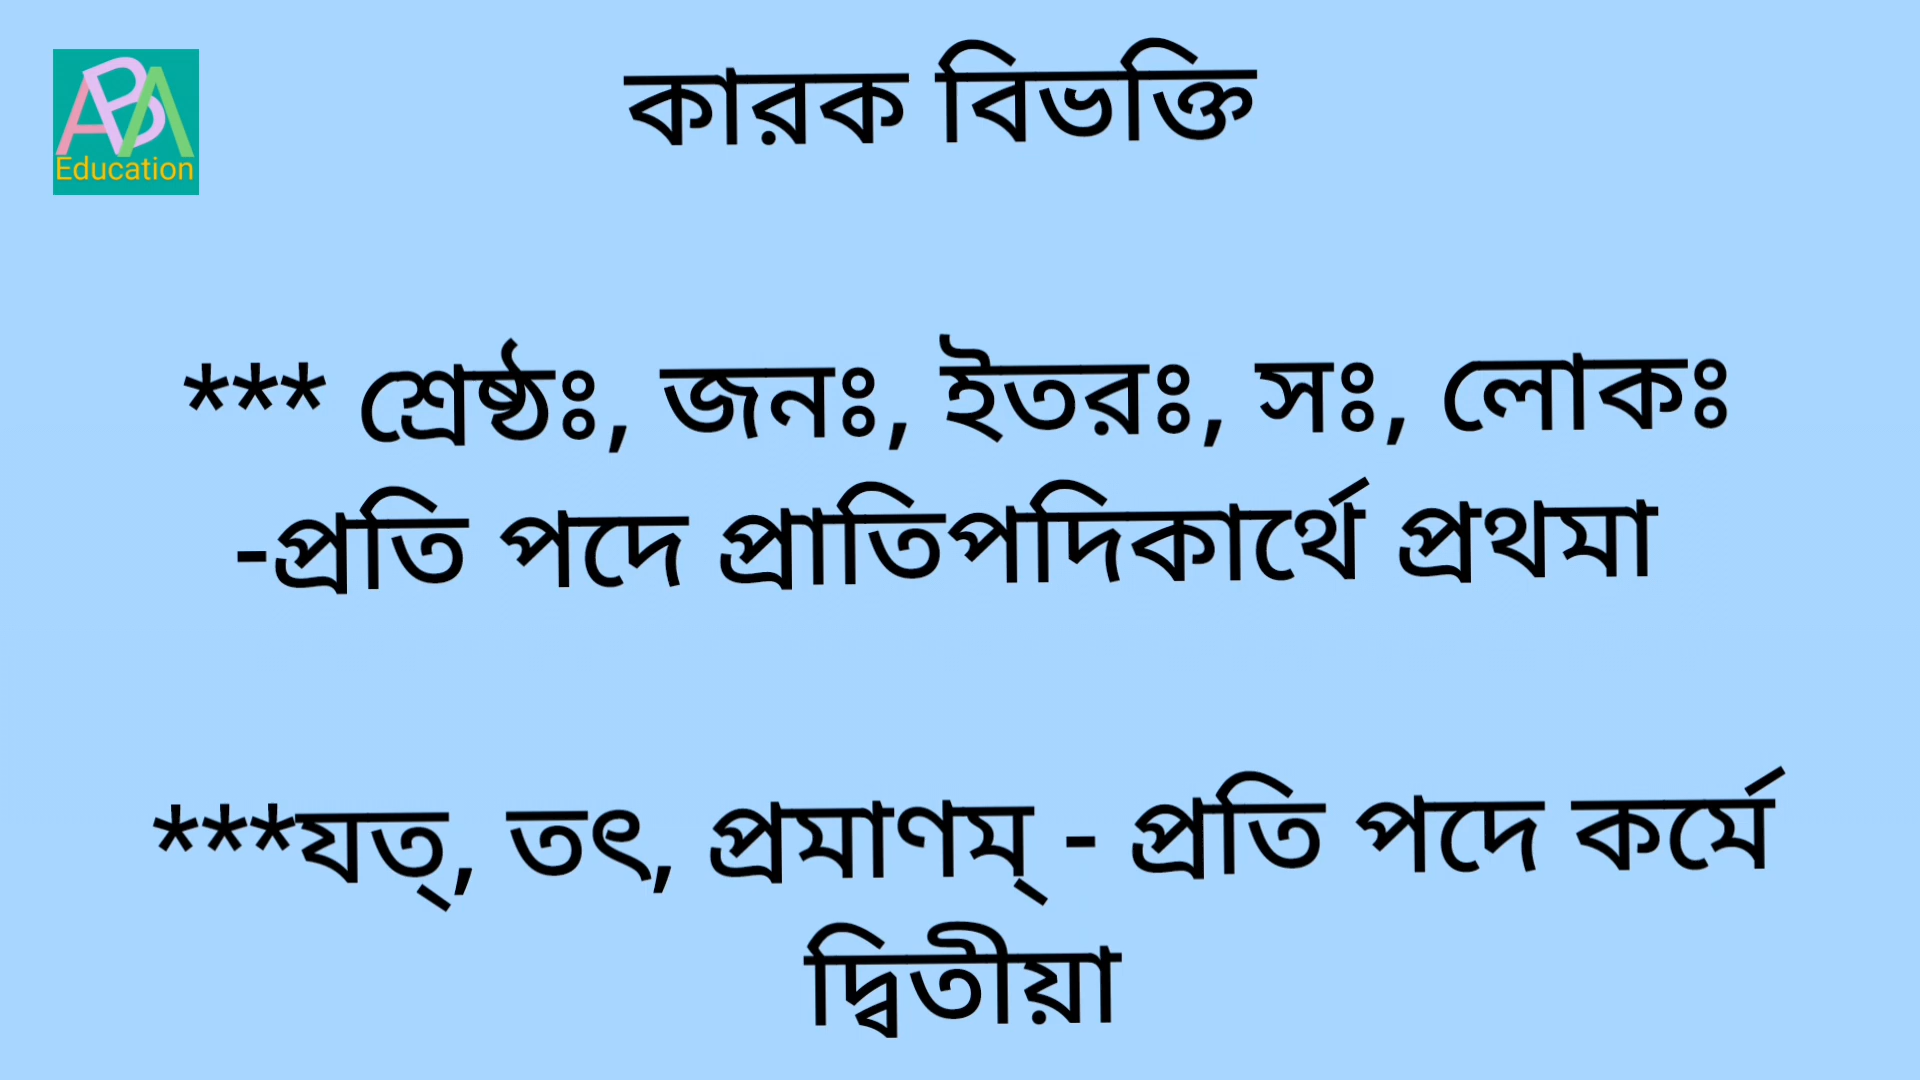 ABA
Education
কারক বিভক্তি
*** শ্রেষ্ঠঃ, জনঃ, ইতরঃ, সঃ, লোকঃ
-প্রতি পদে প্রাতিপদিকার্থে প্রথমা
***যত্, তৎ, প্রমাণম্ - প্রতি পদে কর্মে
দ্বিতীয়া